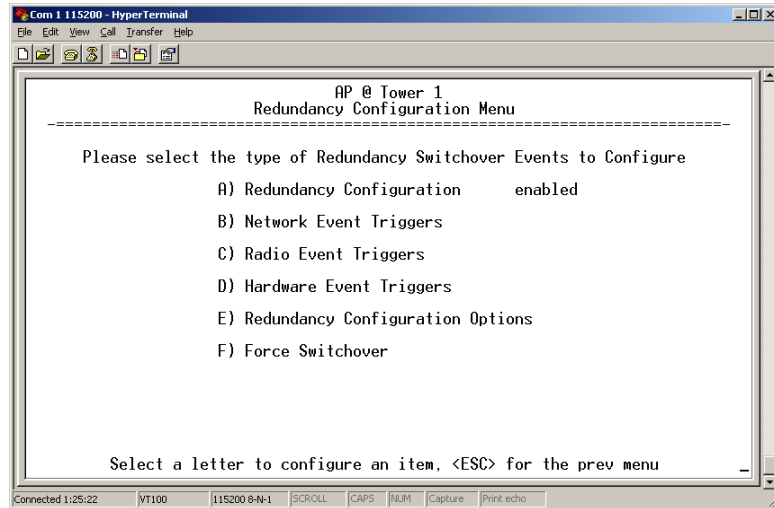 Com 1 115200 - HyperTerminal
File Edit View Call Transfer Help
AP @ Tower 1
Redundancy Configuration Menu
-==========================================================================-
Please select the type of Redundancy Switchover Events to Configure
A) Redundancy Configuration enabled
B) Network Event Triggers
C) Radio Event Triggers
D) Hardware Event Triggers
E) Redundancy Configuration Options
F) Force Switchover
Select a letter to configure an item, <ESC> for the prev menu
Connected 1:25:22 VT100 115200 8-N-1 SCROLL CAPS NUM Capture Print echo